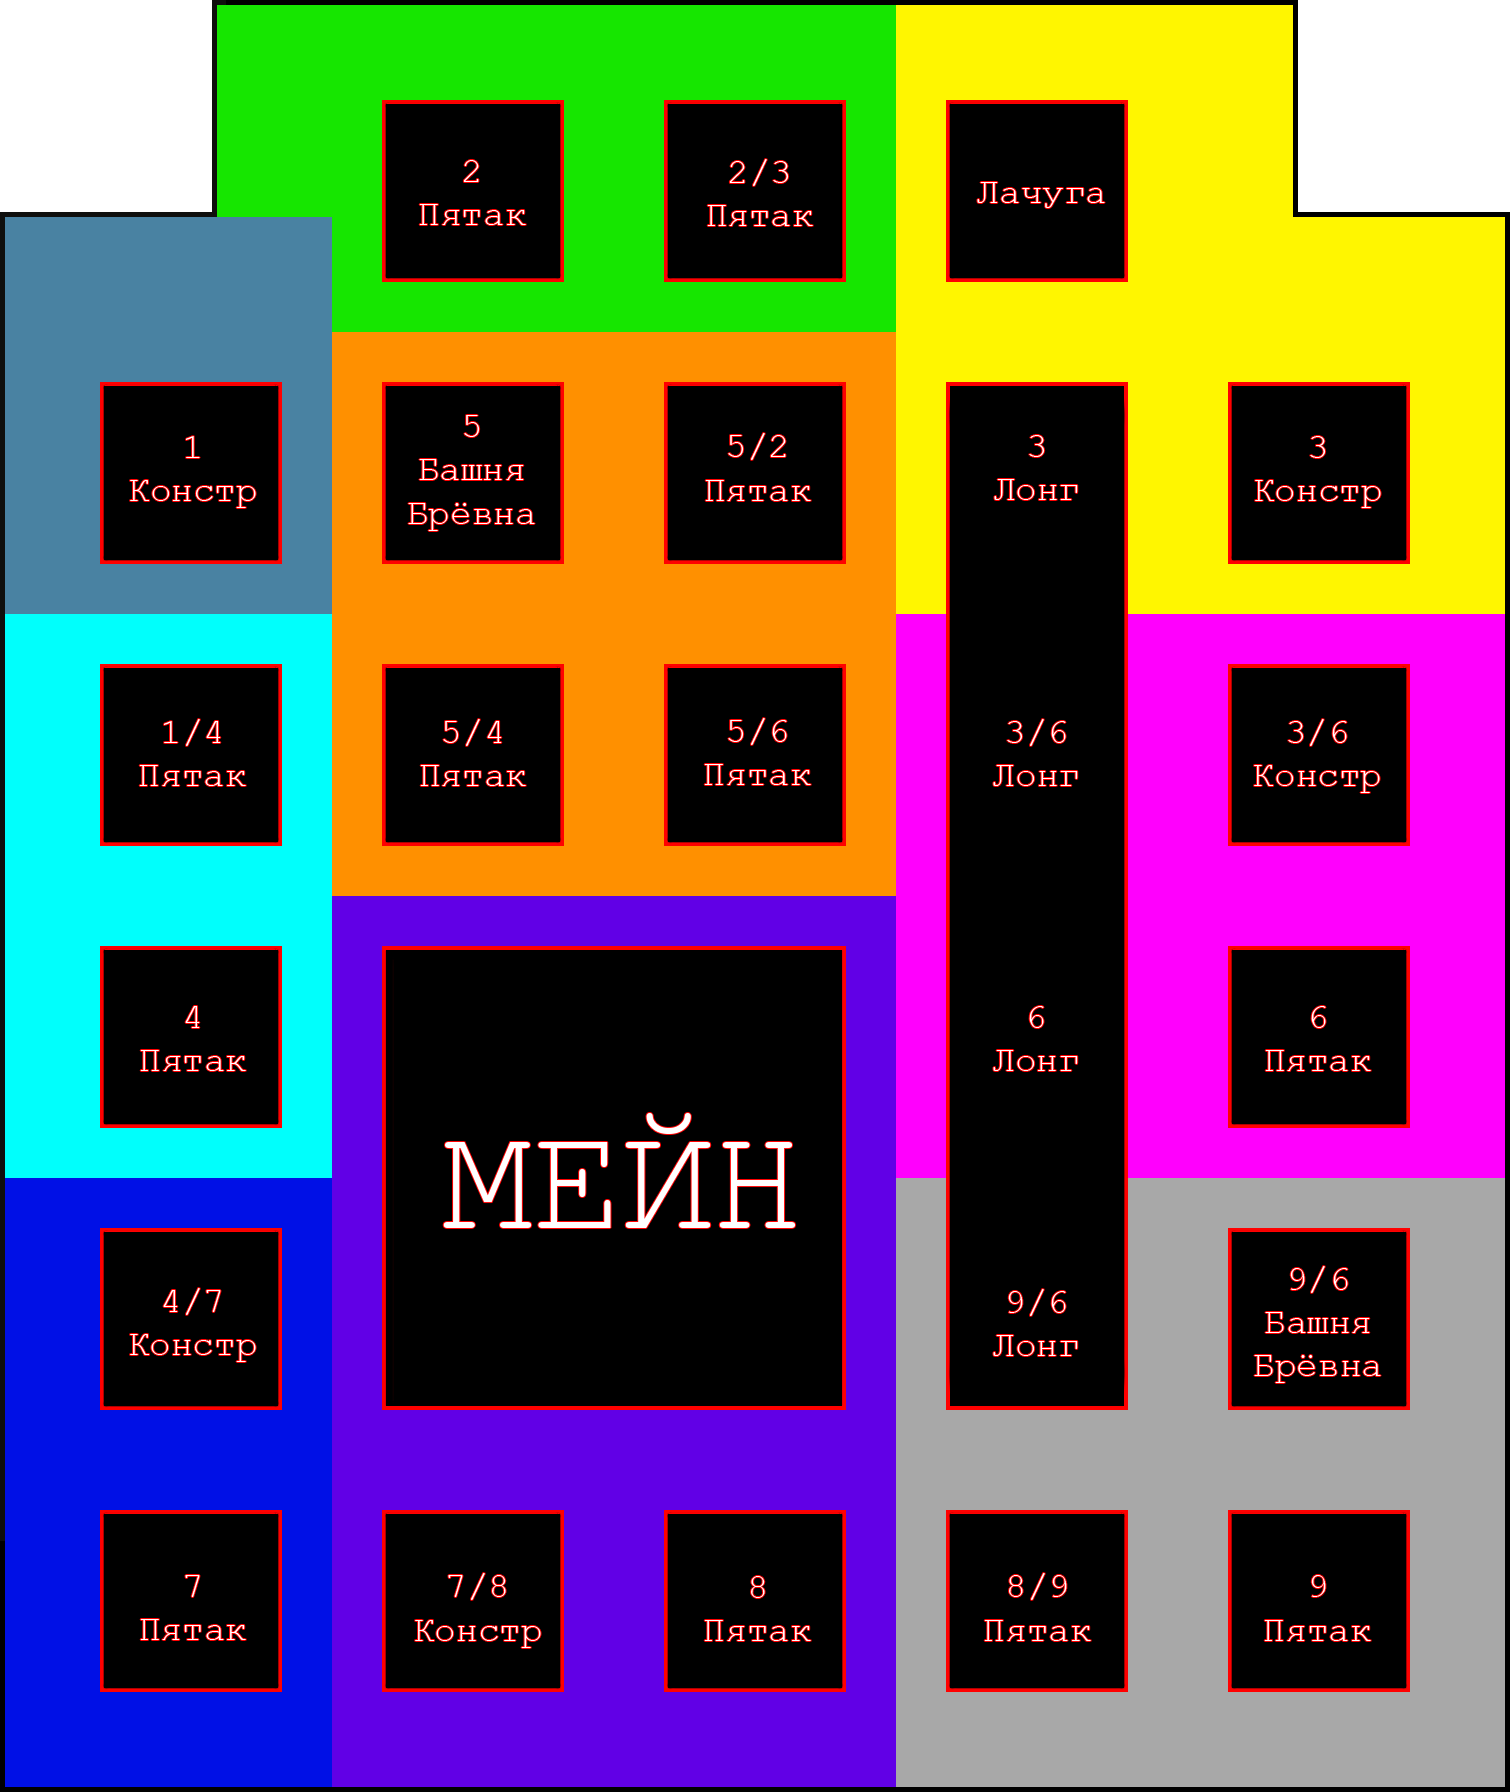 2
Пятак
2/3
Пятак
Лачуга
1
Констр
5
Башня
Брёвна
5/2
Пятак
3
Лонг
3
Констр
1/4
Пятак
5/4
Пятак
5/6
Пятак
3/6
Лонг
3/6
Констр
4
Пятак
МЕЙН
6
Лонг
6
Пятак
4/7
Констр
9/6
Лонг
9/6
Башня
Брёвна
7
Пятак
7/8
Констр
8
Пятак
8/9
Пятак
9
Пятак